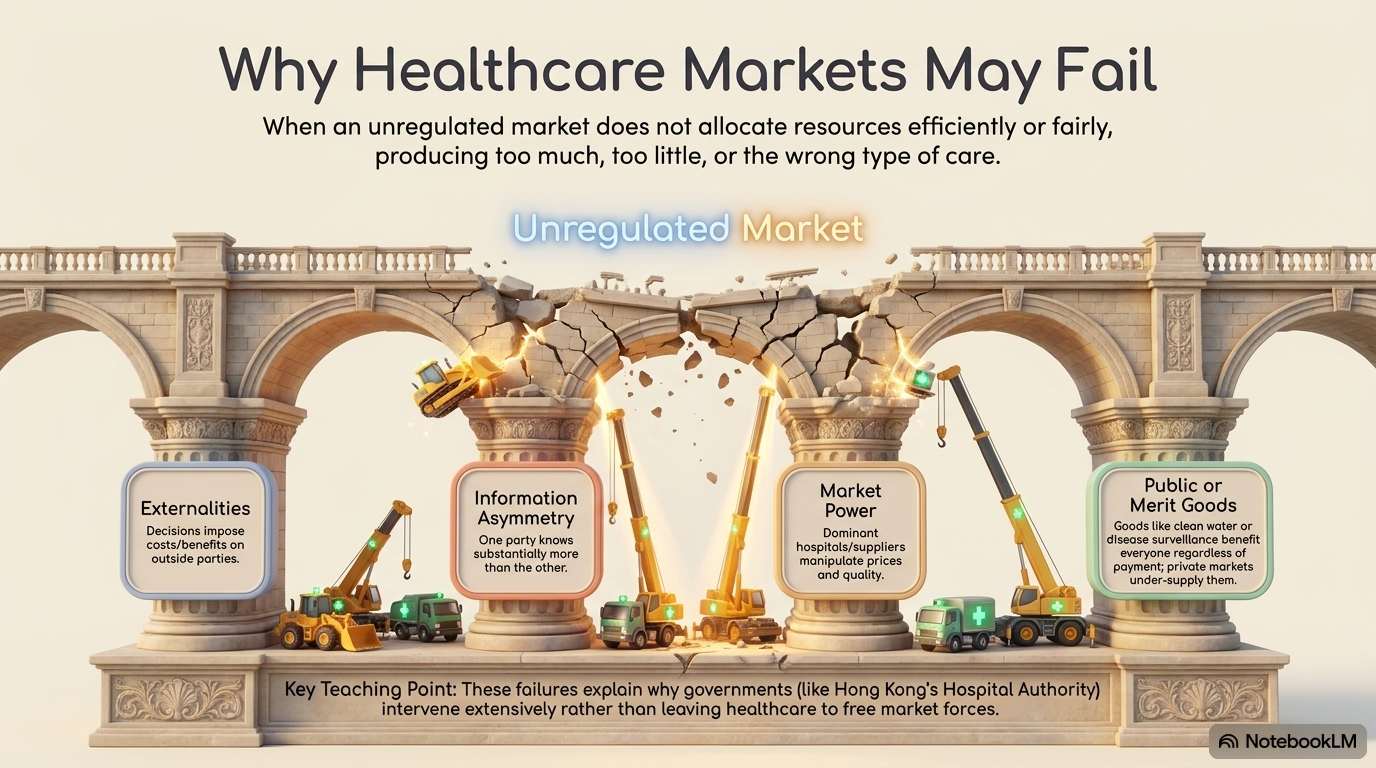 Why Healthcare Markets May Fail
When an unregulated market does not allocate resources efficiently or fairly,
producing too much, too little, or the wrong type of care.
Unregulated Market
Externalities
Decisions impose
costs/benefits on
outside parties.
Information
Asymmetry
One party knows
substantially more
than the other.
Market
Power
Dominant
hospitals/suppliers
manipulate prices
and quality.
Public or
Merit Goods
Goods like clean water or
disease surveillance benefit
everyone regardless of
payment; private markets
under-supply them.
Key Teaching Point: These failures explain why governments (like Hong Kong's Hospital Authority)
intervene extensively rather than leaving healthcare to free market forces.
NotebookLM